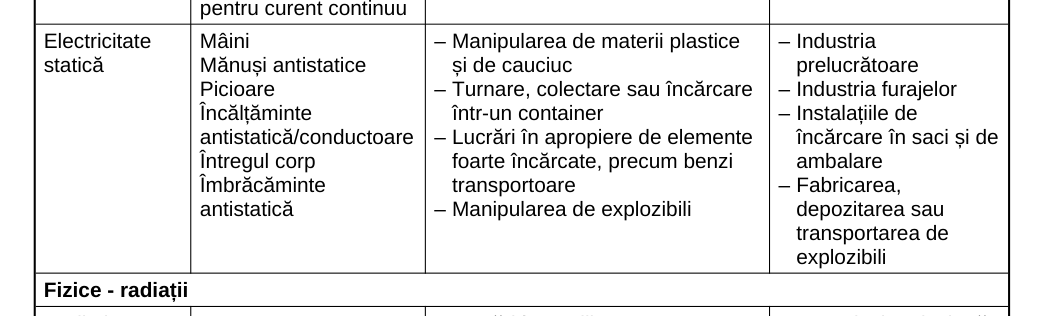 pentru curent continuu
Electricitate
statică
Mâini
Mănuși antistatice
Picioare
Încălțăminte
antistatică/conductoare
Întregul corp
Îmbrăcăminte
antistatică
– Manipularea de materii plastice
și de cauciuc
– Turnare, colectare sau încărcare
într-un container
– Lucrări în apropiere de elemente
foarte încărcate, precum benzi
transportoare
– Manipularea de explozibili
– Industria
prelucrătoare
– Industria furajelor
– Instalațiile de
încărcare în saci și de
ambalare
– Fabricarea,
depozitarea sau
transportarea de
explozibili
Fizice - radiații